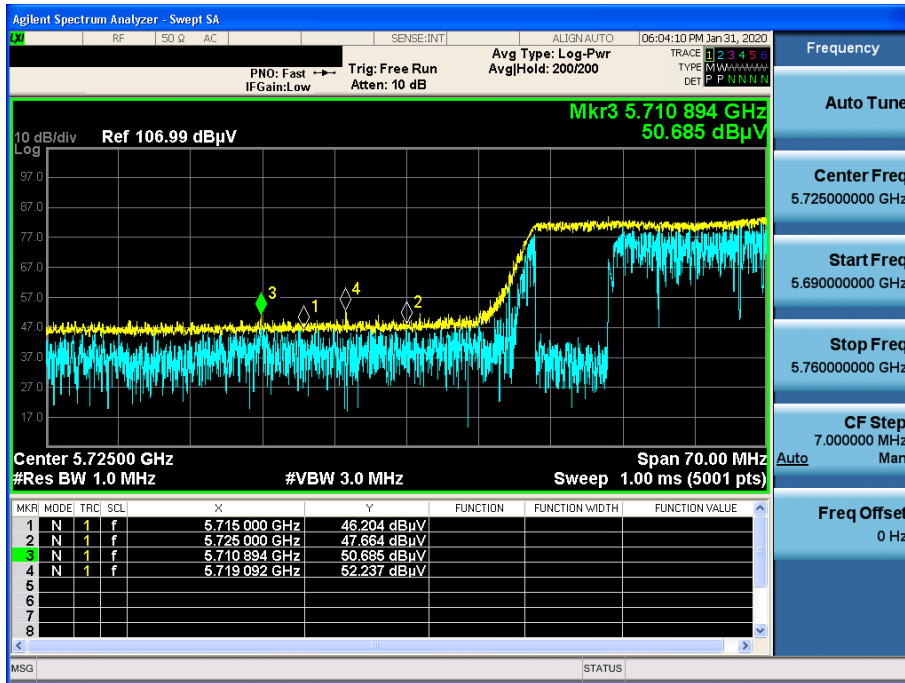 Agilent Spectrum Analyzer - Swept SA
LXI RF 50 Ω AC SENSE:INT ALIGN AUTO 06:04:10 PM Jan 31, 2020
PNO: Fast
IFGain:Low
Trig: Free Run
Atten: 10 dB
Avg Type: Log-Pwr
Avg|Hold: 200/200
TRACE 1 2 3 4 5 6
TYPE M W
DET P P N N N N
Mkr3 5.710 894 GHz
50.685 dBµV
10 dB/div Ref 106.99 dBµV
Log
97.0
87.0
77.0
67.0
57.0
47.0
37.0
27.0
17.0
3
1
4
2
Center 5.72500 GHz Span 70.00 MHz
#Res BW 1.0 MHz #VBW 3.0 MHz Sweep 1.00 ms (5001 pts)
MKR MODE TRC SCL X Y FUNCTION FUNCTION WIDTH FUNCTION VALUE
1 N 1 f 5.715 000 GHz 46.204 dBµV
2 N 1 f 5.725 000 GHz 47.664 dBµV
3 N 1 f 5.710 894 GHz 50.685 dBµV
4 N 1 f 5.719 092 GHz 52.237 dBµV
5
6
7
8
MSG STATUS
Frequency
Auto Tune
Center Freq
5.725000000 GHz
Start Freq
5.690000000 GHz
Stop Freq
5.760000000 GHz
CF Step
7.000000 MHz
Auto Man
Freq Offset
0 Hz